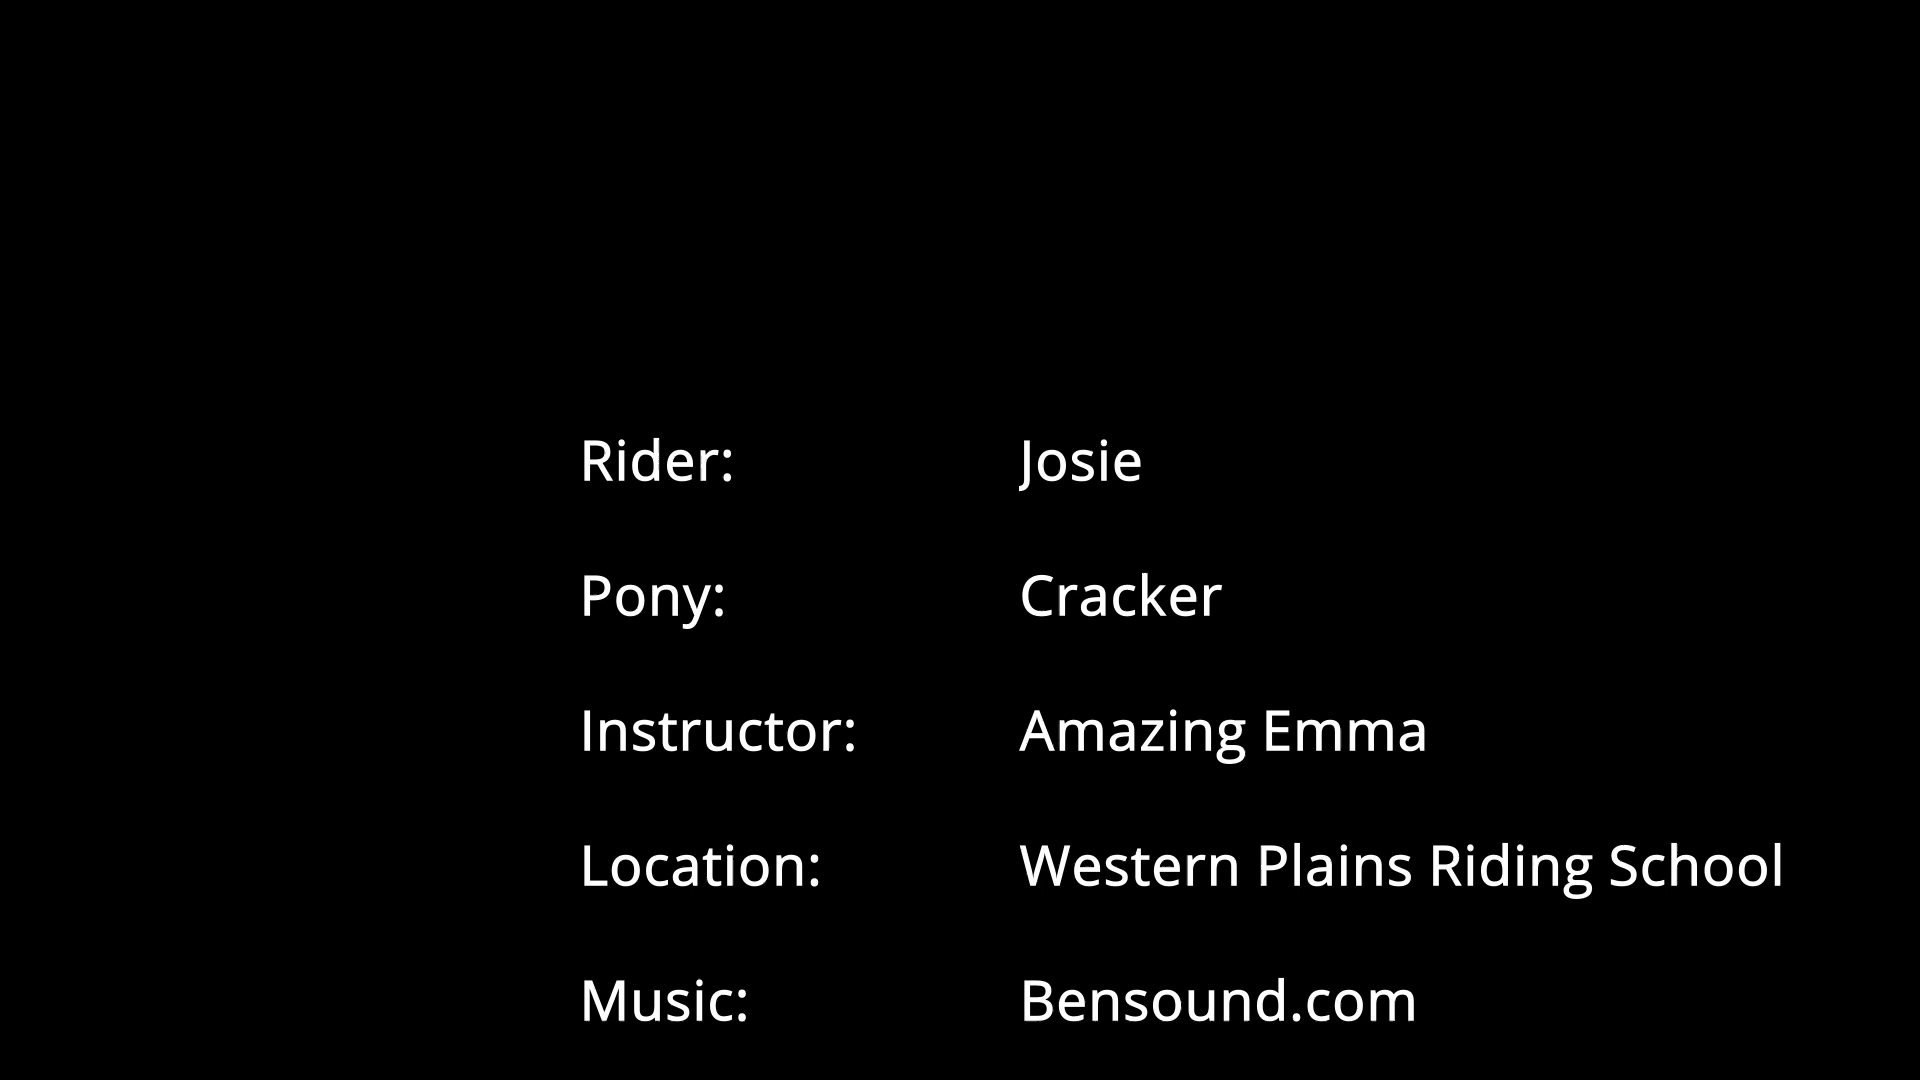 Rider: Josie
Pony: Cracker
Instructor: Amazing Emma
Location: Western Plains Riding School
Music: Bensound.com